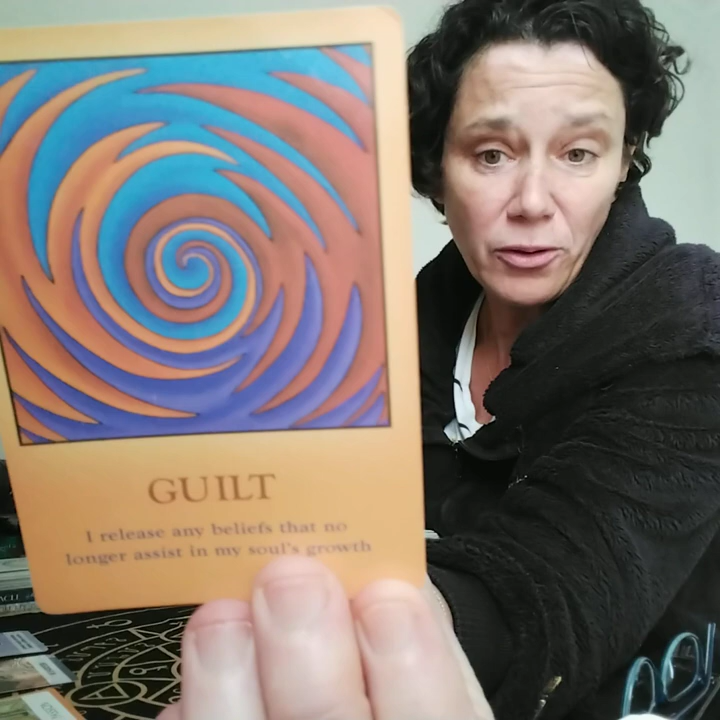 GUILT
I release any beliefs that no
longer assist in my soul's growth